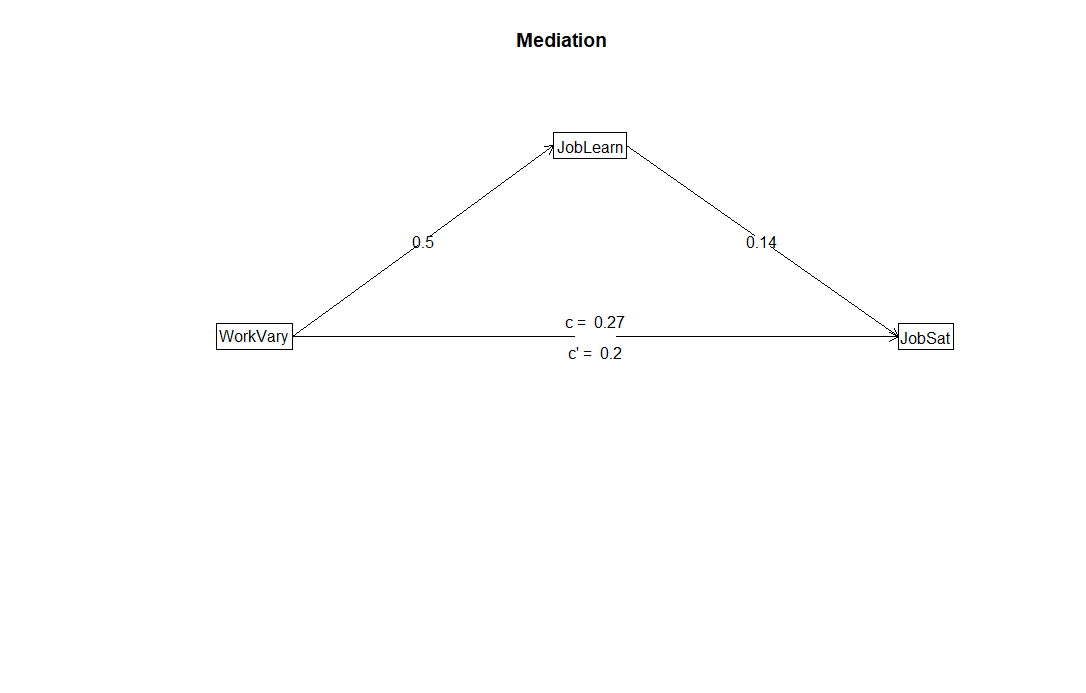 Mediation
JobLearn
0.5
0.14
c = 0.27
WorkVary
JobSat
c' = 0.2